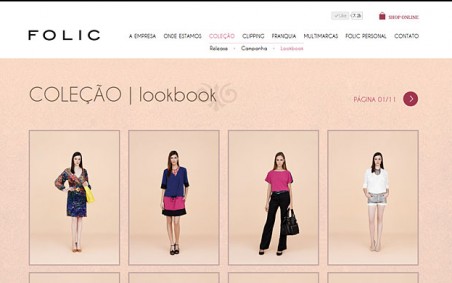 SHOP ONLINE
FOLIC
A EMPRESA ONDE ESTAMOS COLEÇÃO CLIPPING FRANQUIA MULTIMARCAS FOLIC PERSONAL CONTATO
Release Campanha Lookbook
COLEÇÃO | lookbook
PÁGINA 01/11